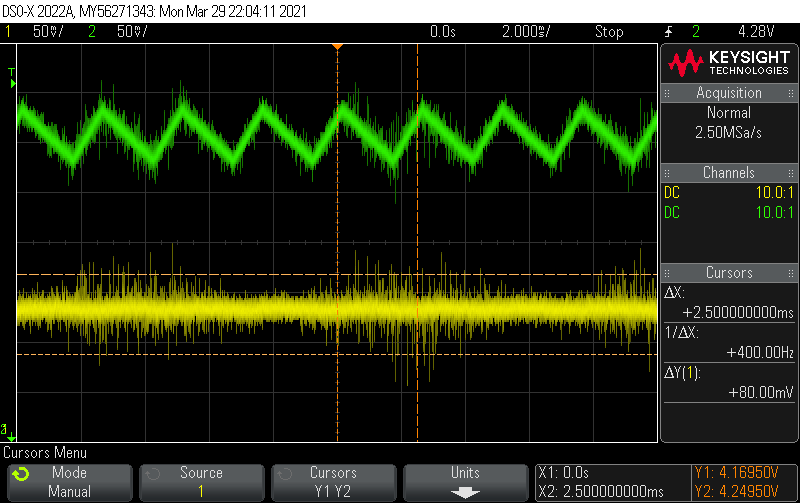 DSO-X 2022A, MY56271343: Mon Mar 29 22:04:11 2021
1 50mV/ 2 50mV/ 0.0s 2.000ms/ Stop 2 4.28V
KEYSIGHT
TECHNOLOGIES
Acquisition
Normal
2.50MSa/s
Channels
DC 10.0:1
DC 10.0:1
Cursors
ΔX:
+2.500000000ms
1/ΔX:
+400.00Hz
ΔY(1):
+80.00mV
T
Cursors Menu
Mode
Manual
Source
1
Cursors
Y1 Y2
Units
X1: 0.0s
X2: 2.500000000ms
Y1: 4.16950V
Y2: 4.24950V